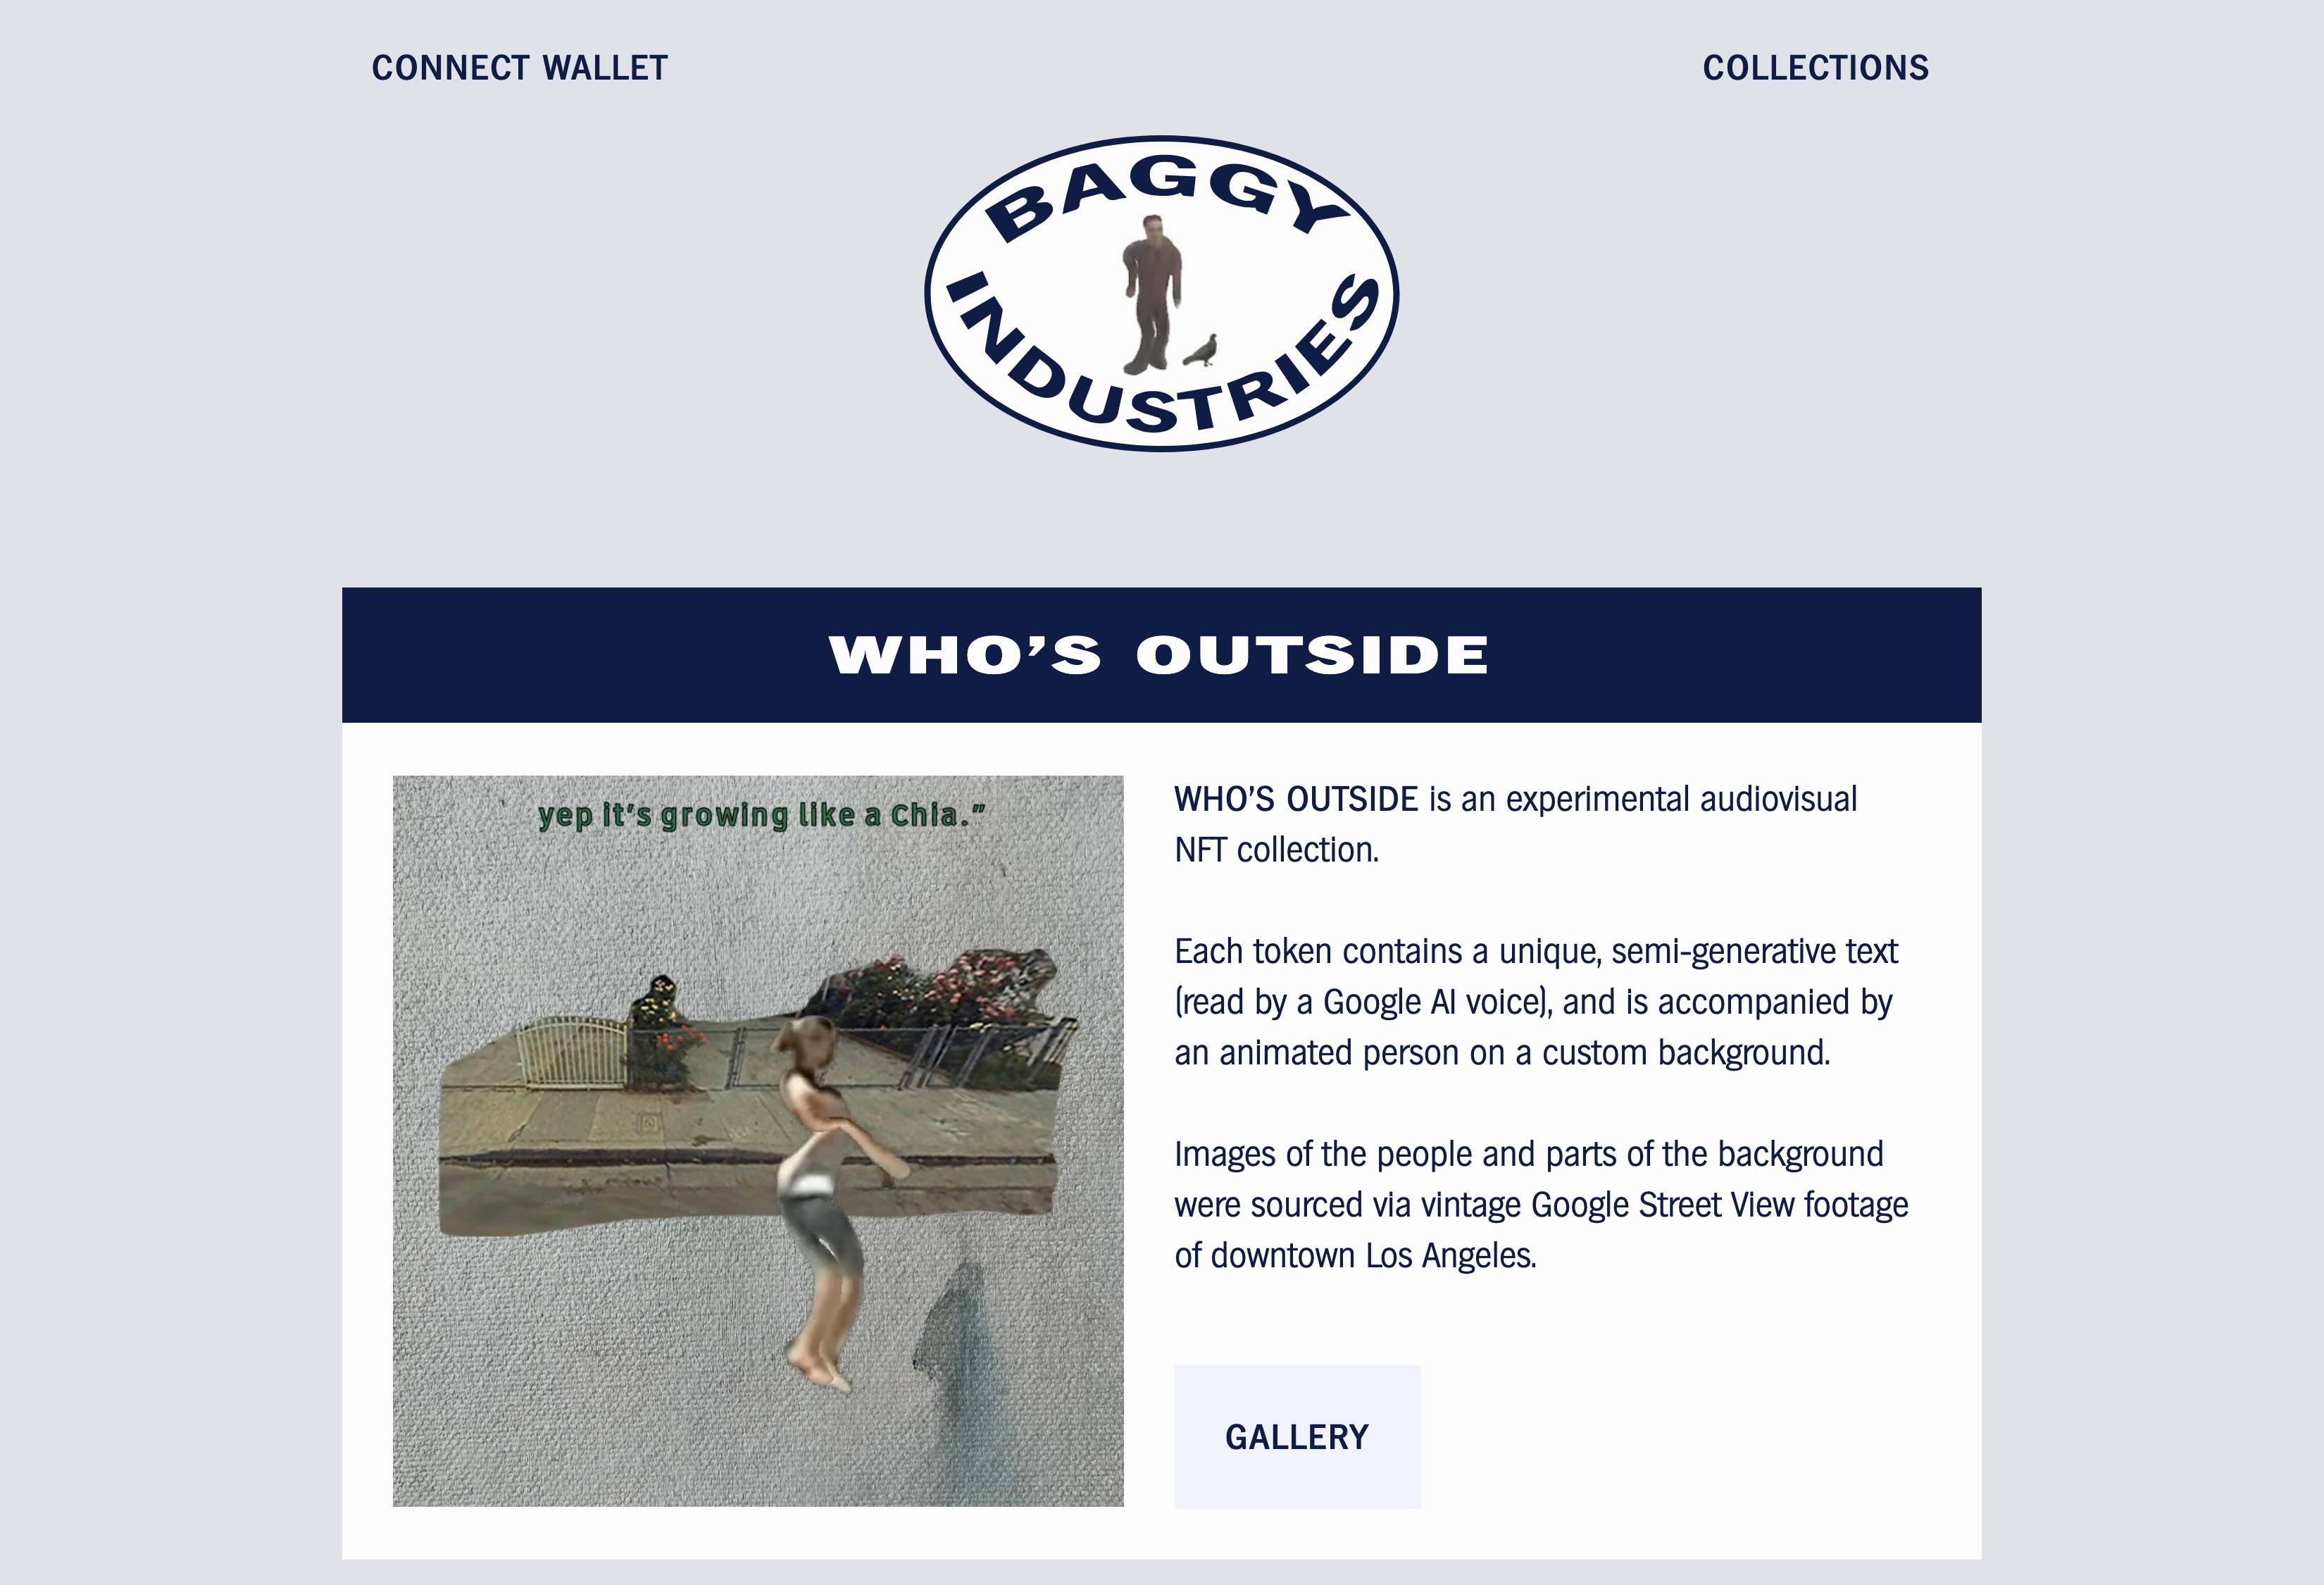 CONNECT WALLET
COLLECTIONS
BAGGY
INDUSTRIES
WHO’S OUTSIDE
yep it’s growing like a Chia.”
WHO’S OUTSIDE is an experimental audiovisual
NFT collection.
Each token contains a unique, semi-generative text
(read by a Google AI voice), and is accompanied by
an animated person on a custom background.
Images of the people and parts of the background
were sourced via vintage Google Street View footage
of downtown Los Angeles.
GALLERY